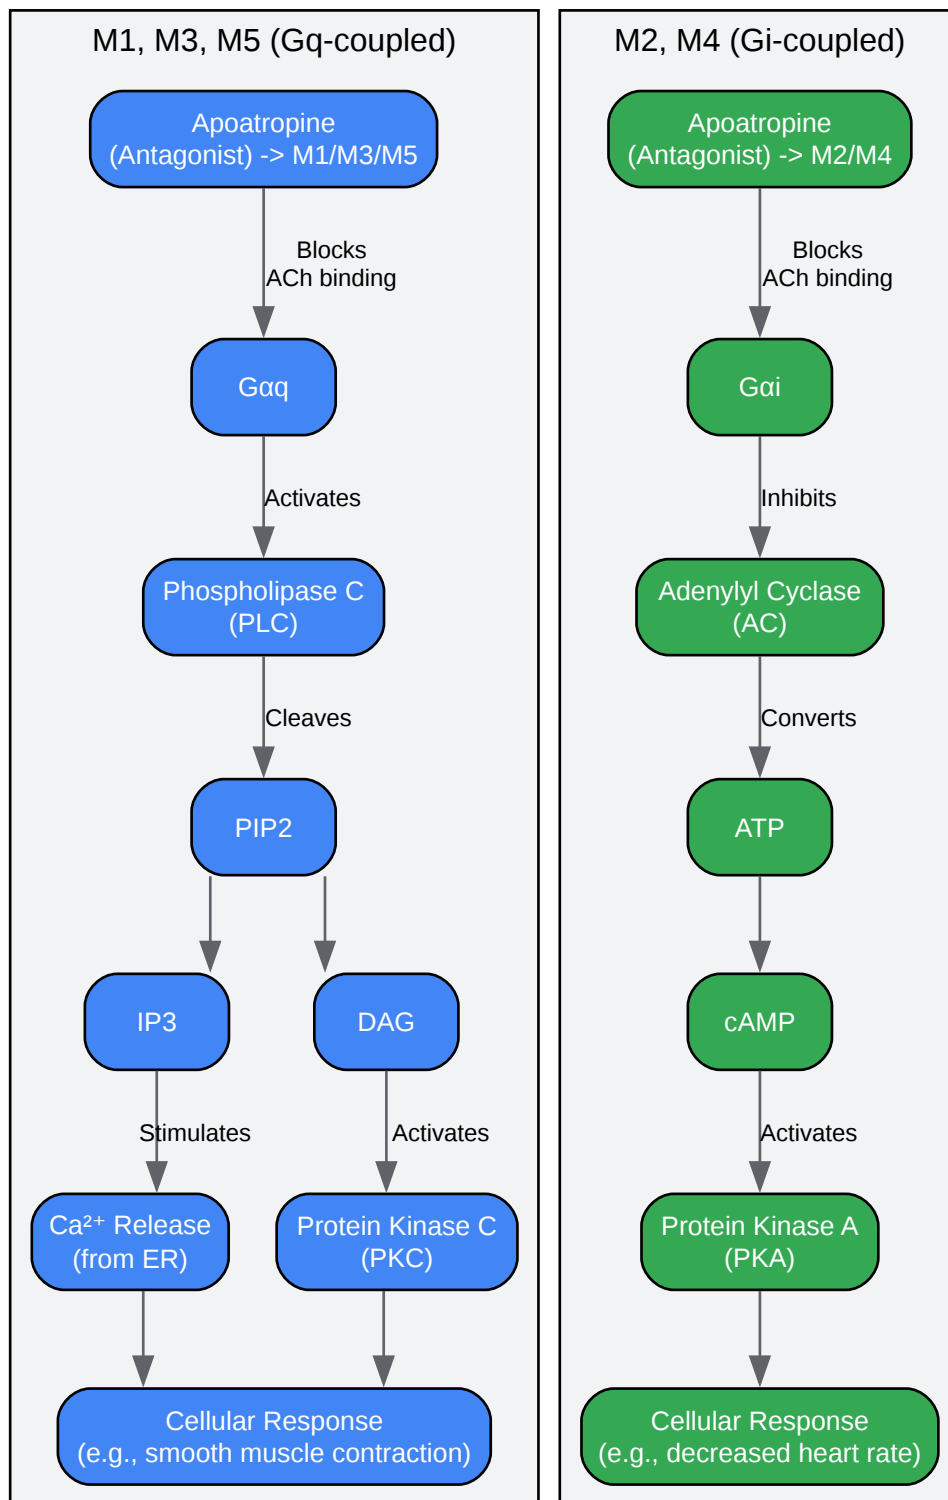 M1, M3, M5 (Gq-coupled)
Apoatropine
(Antagonist) -> M1/M3/M5
Blocks
ACh binding
Gαq
Activates
Phospholipase C
(PLC)
Cleaves
PIP2
IP3
DAG
Stimulates
Activates
Ca²⁺ Release
(from ER)
Protein Kinase C
(PKC)
Cellular Response
(e.g., smooth muscle contraction)
M2, M4 (Gi-coupled)
Apoatropine
(Antagonist) -> M2/M4
Blocks
ACh binding
Gαi
Inhibits
Adenylyl Cyclase
(AC)
Converts
ATP
cAMP
Activates
Protein Kinase A
(PKA)
Cellular Response
(e.g., decreased heart rate)